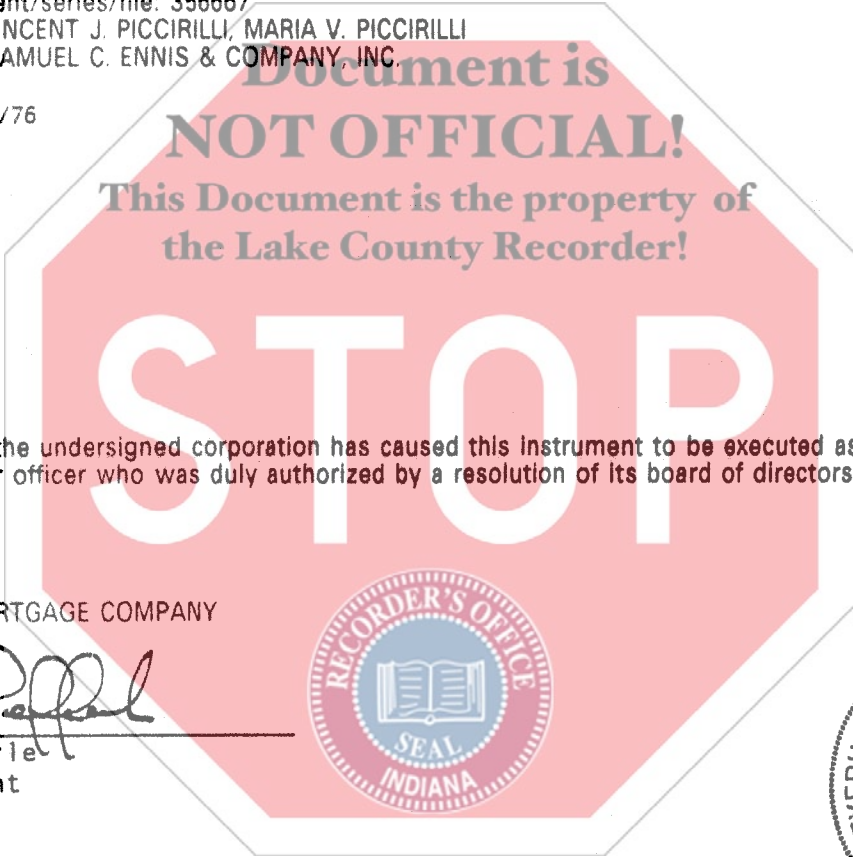 ent/series/file: 356667
NCENT J. PICCIRILLI, MARIA V. PICCIRILLI
AMUEL C. ENNIS & COMPANY, INC.
Document is
/76
NOT OFFICIAL!
This Document is the property of
the Lake County Recorder!
STOP
the undersigned corporation has caused this instrument to be executed as
officer who was duly authorized by a resolution of its board of directors
RTGAGE COMPANY
RECORDER'S OFFICE
SEAL
INDIANA